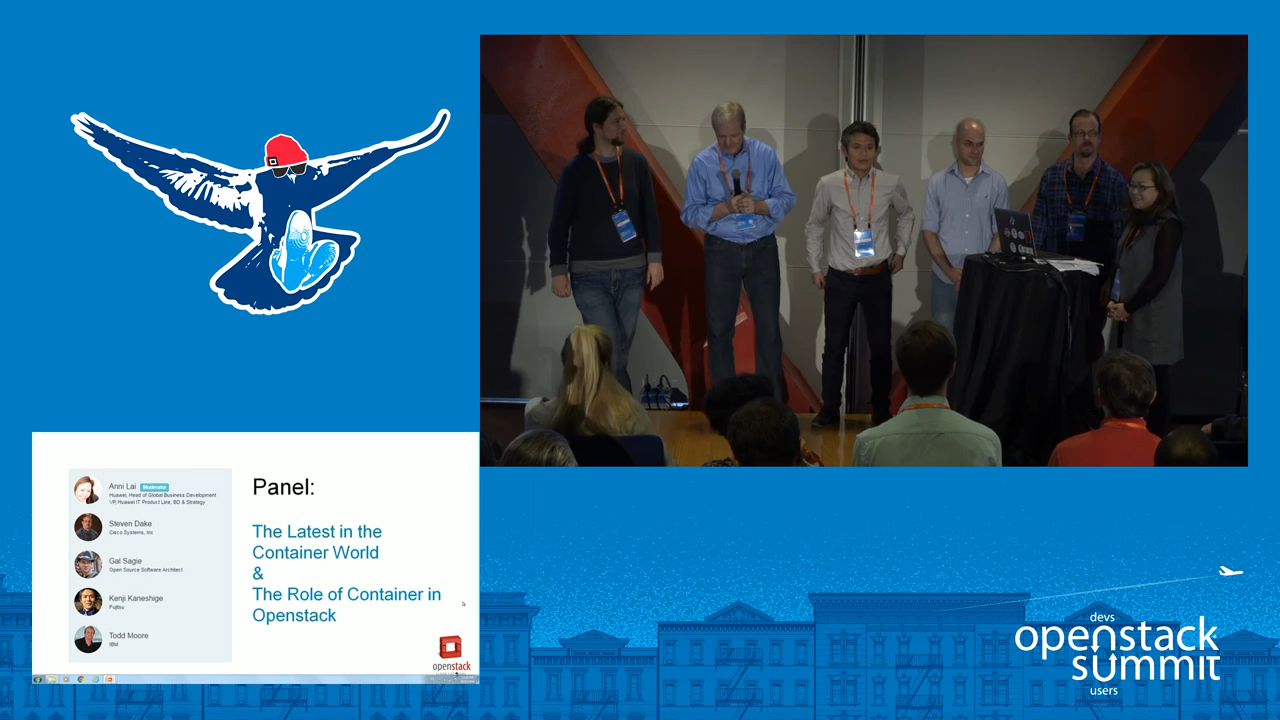 Anni Lai Moderator
Huawei, Head of Global Business Development
VP, Huawei IT Product Line, BD & Strategy
Steven Dake
Cisco Systems, Inc
Gal Sagie
Open Source Software Architect
Kenji Kaneshige
Fujitsu
Todd Moore
IBM
Panel:
The Latest in the
Container World
&
The Role of Container in
Openstack
openstack
devs
openstack
summit
users